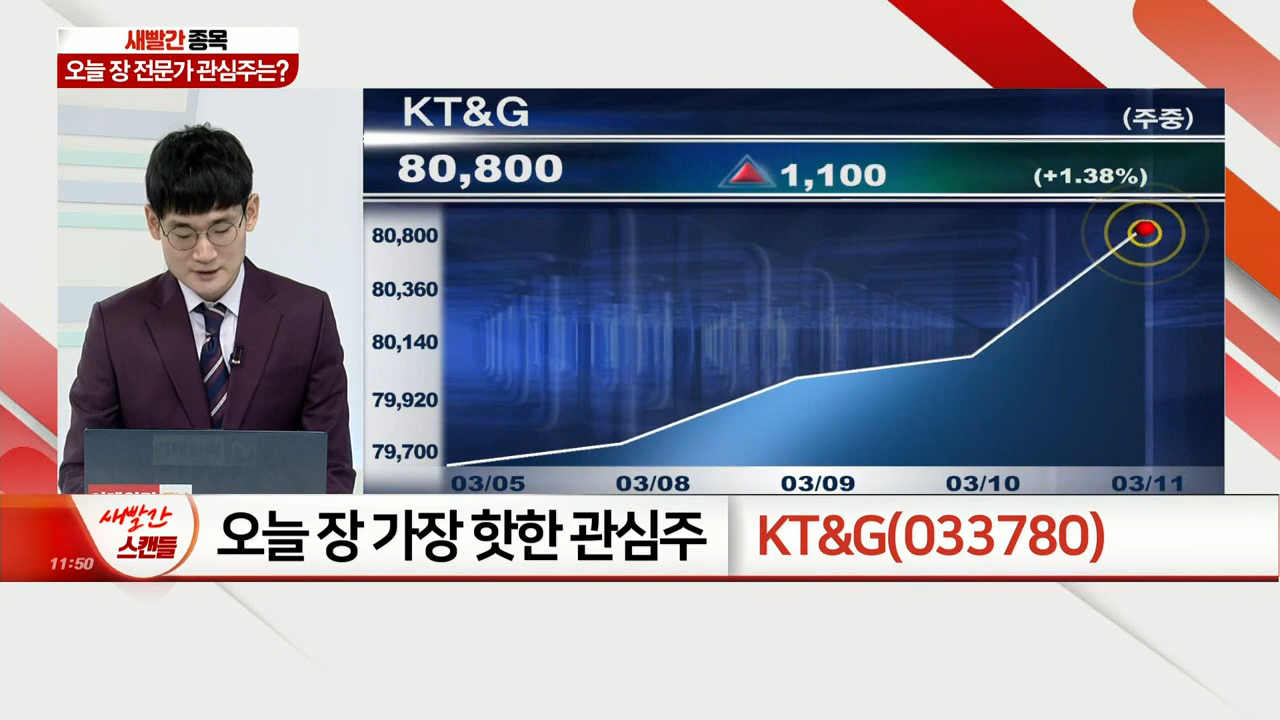 새빨간 종목
오늘 장 전문가 관심주는?
KT&G
(주중)
80,800
1,100
(+1.38%)
80,800
80,360
80,140
79,920
79,700
03/05
03/08
03/09
03/10
03/11
새빨간
스캔들
11:50
오늘 장 가장 핫한 관심주
KT&G(033780)